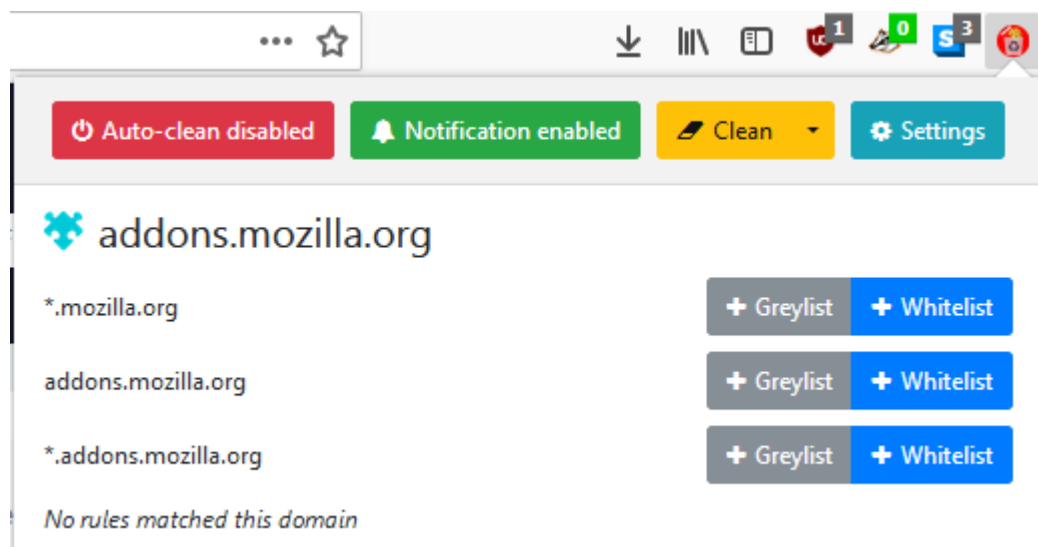 ••• 1 0 S 3
Auto-clean disabled Notification enabled Clean Settings
addons.mozilla.org
*.mozilla.org + Greylist + Whitelist
addons.mozilla.org + Greylist + Whitelist
*.addons.mozilla.org + Greylist + Whitelist
No rules matched this domain